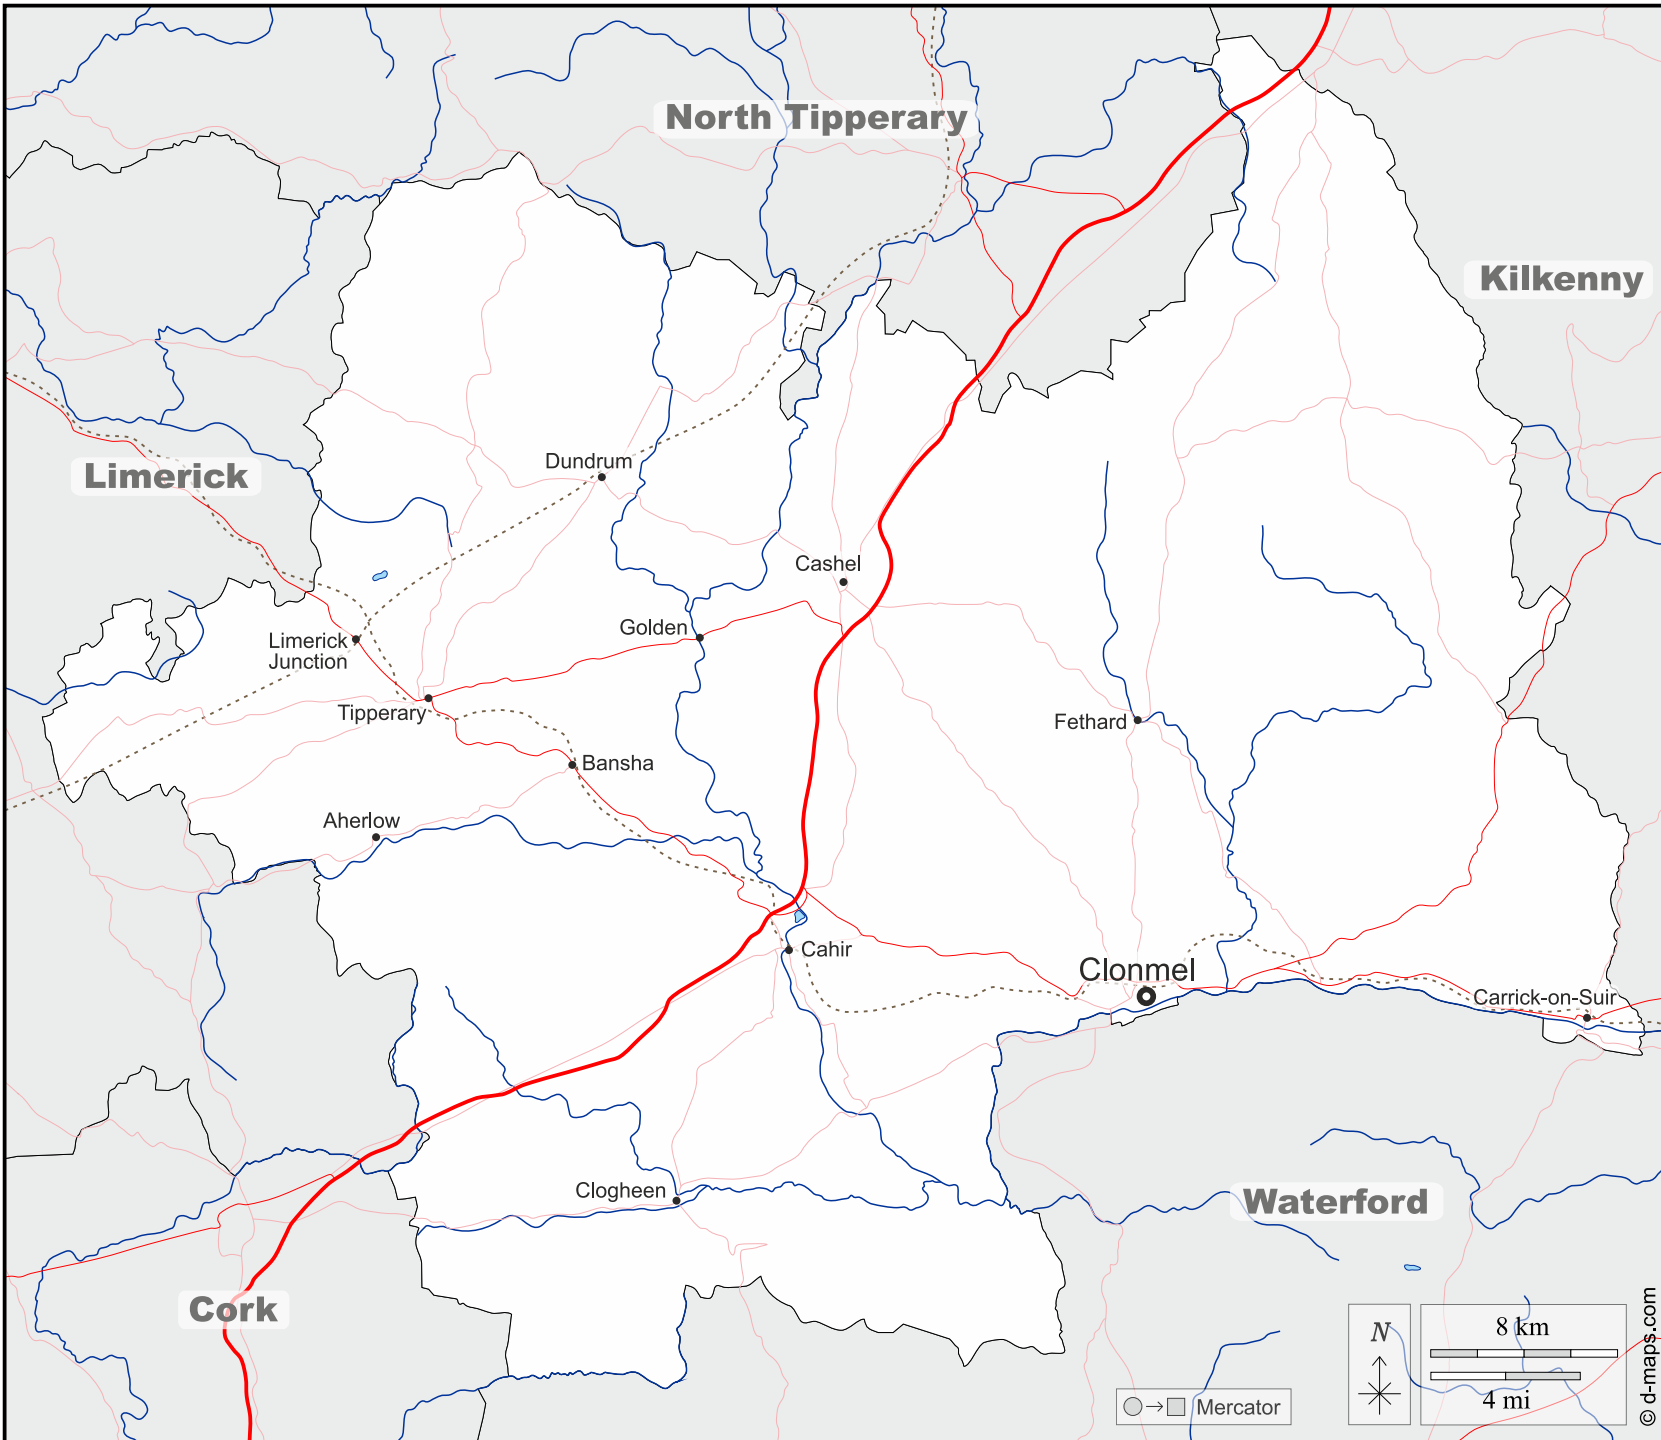 North Tipperary
Kilkenny
Limerick
Dundrum
Cashel
Golden
Limerick
Junction
Tipperary
Fethard
Bansha
Aherlow
Cahir
Clonmel
Carrick-on-Suir
Clogheen
Waterford
Cork
N
8 km
4 mi
Mercator
© d-maps.com